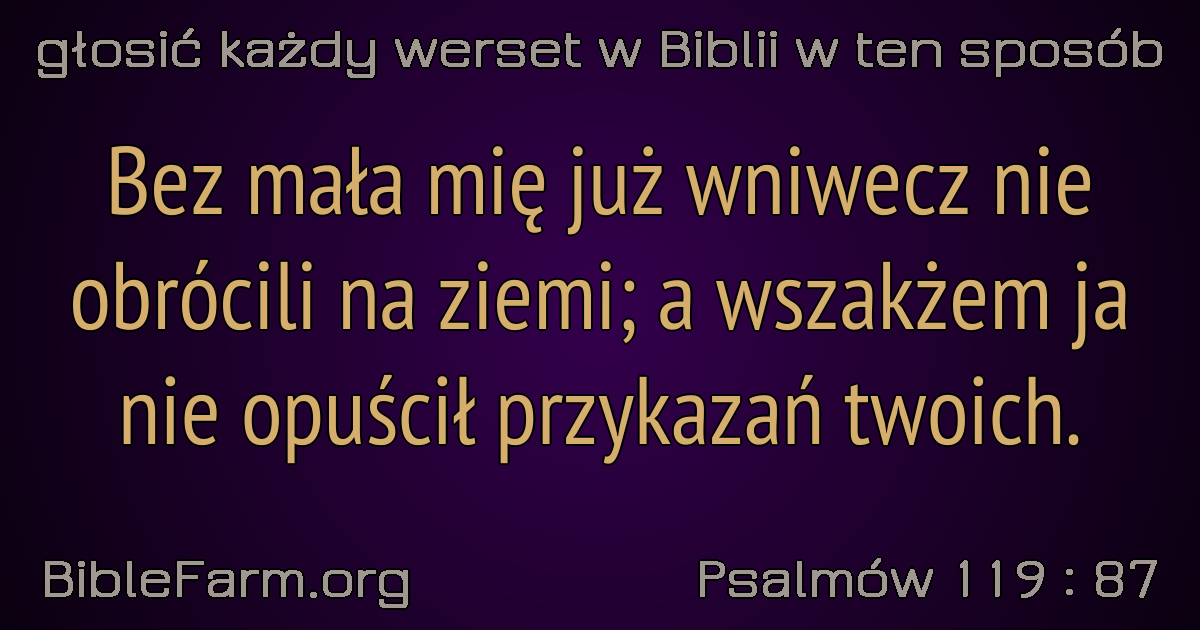 głosić każdy werset w Biblii w ten sposób
Bez mała mię już wniwecz nie
obrócili na ziemi; a wszakżem ja
nie opuścił przykazań twoich.
BibleFarm.org
Psalmów 119 : 87